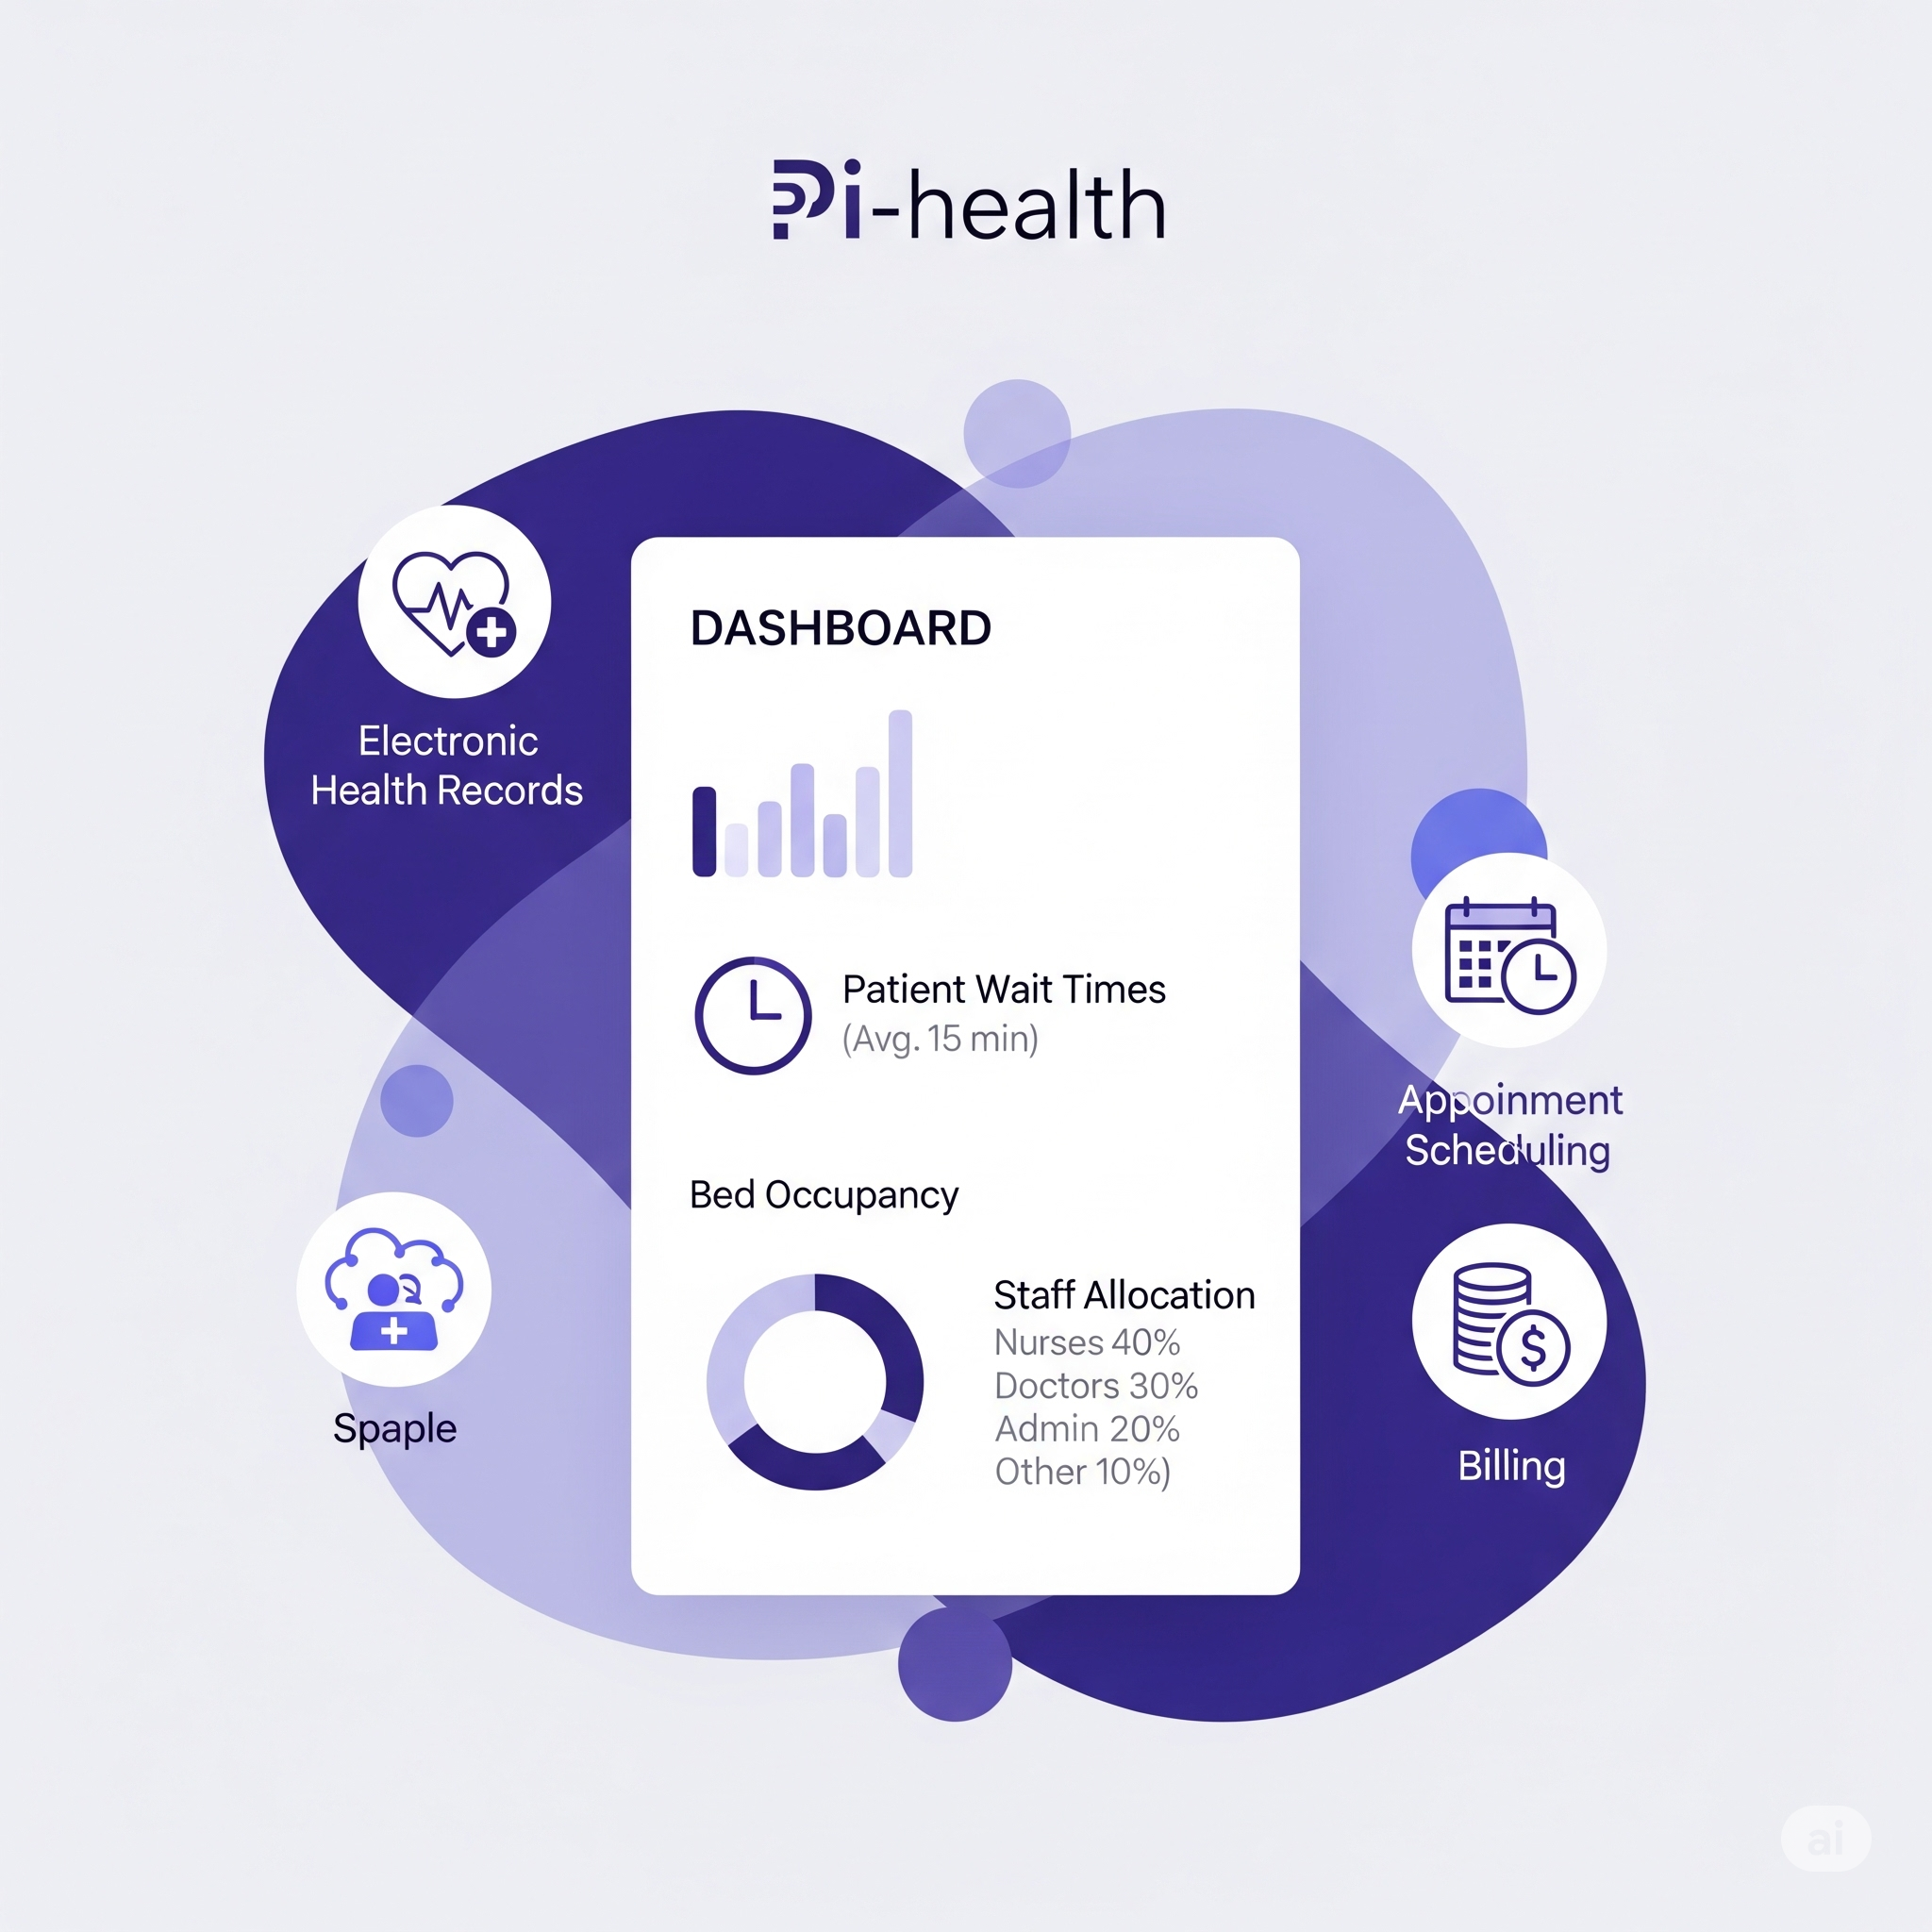 Pi-health
Electronic
Health Records
DASHBOARD
Patient Wait Times
(Avg. 15 min)
Appoinment
Scheduling
Bed Occupancy
Staff Allocation
Nurses 40%
Doctors 30%
Admin 20%
Other 10%)
Spaple
$
Billing
ai